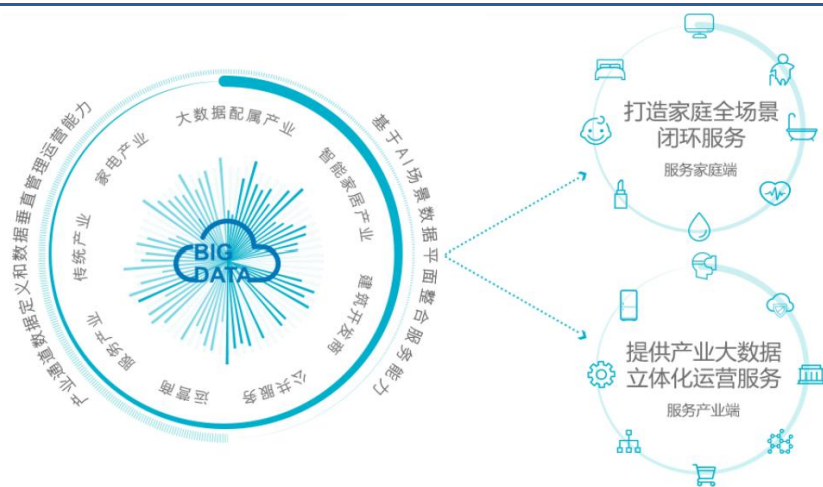 产业通道数据定义和数据垂直管理运营能力
基于AI场景数据平面整合服务能力
大数据配属产业
智能家居产业
建筑开发商
公共服务
运营商
服务产业
传统产业
家电产业
BIG
DATA
打造家庭全场景
闭环服务
服务家庭端
提供产业大数据
立体化运营服务
服务产业端